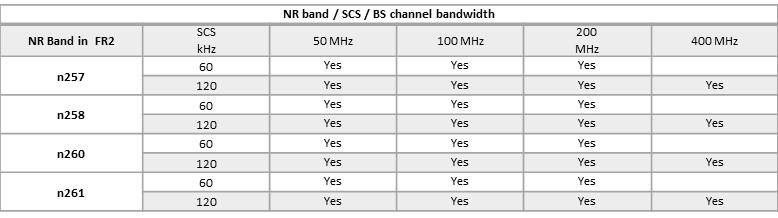 NR band / SCS / BS channel bandwidth
NR Band in FR2 SCS kHz 50 MHz 100 MHz 200 MHz 400 MHz
n257 60 Yes Yes Yes
120 Yes Yes Yes Yes
n258 60 Yes Yes Yes
120 Yes Yes Yes Yes
n260 60 Yes Yes Yes
120 Yes Yes Yes Yes
n261 60 Yes Yes Yes
120 Yes Yes Yes Yes